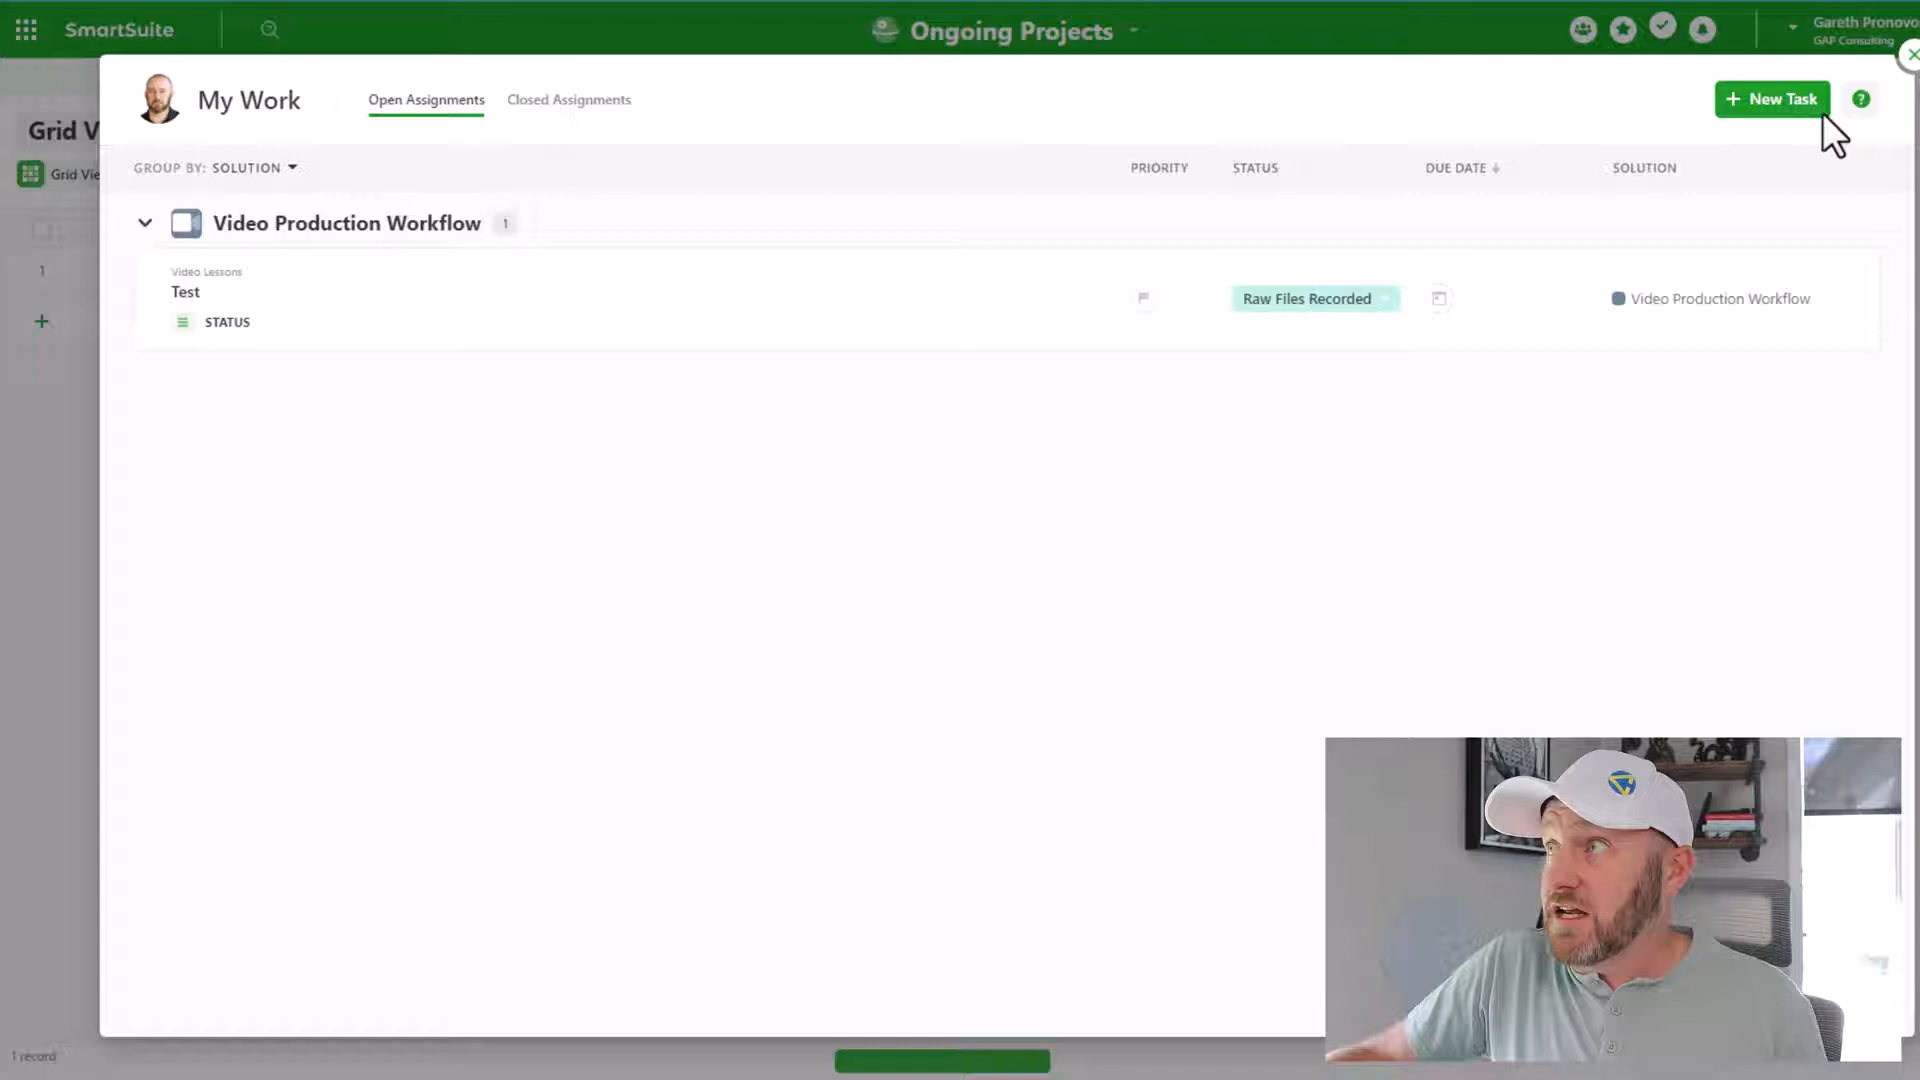 SmartSuite
Ongoing Projects
Gareth Pronovo
GAP Consulting
Grid V
Grid Vie
1
1 record
My Work
Open Assignments
Closed Assignments
+ New Task
?
GROUP BY: SOLUTION
PRIORITY
STATUS
DUE DATE
SOLUTION
Video Production Workflow 1
Video Lessons
Test
STATUS
Raw Files Recorded
Video Production Workflow